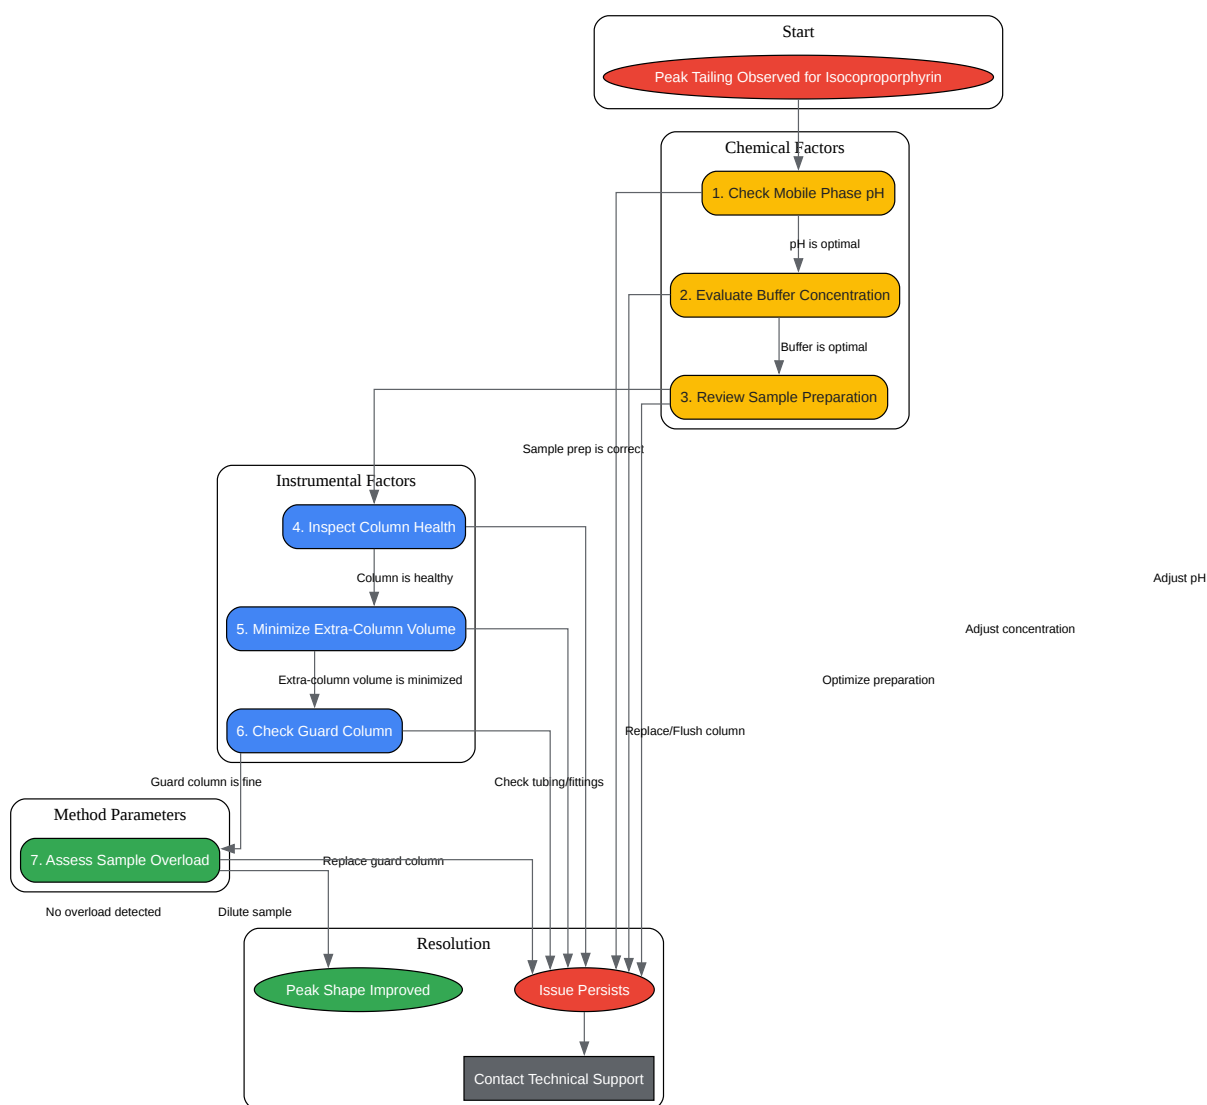 Start
Peak Tailing Observed for Isocoproporphyrin
Chemical Factors
1. Check Mobile Phase pH
pH is optimal
2. Evaluate Buffer Concentration
Buffer is optimal
3. Review Sample Preparation
Sample prep is correct
Instrumental Factors
4. Inspect Column Health
Column is healthy
Adjust pH
5. Minimize Extra-Column Volume
Adjust concentration
Extra-column volume is minimized
Optimize preparation
6. Check Guard Column
Replace/Flush column
Guard column is fine
Check tubing/fittings
Method Parameters
7. Assess Sample Overload
Replace guard column
No overload detected
Dilute sample
Resolution
Peak Shape Improved
Issue Persists
Contact Technical Support